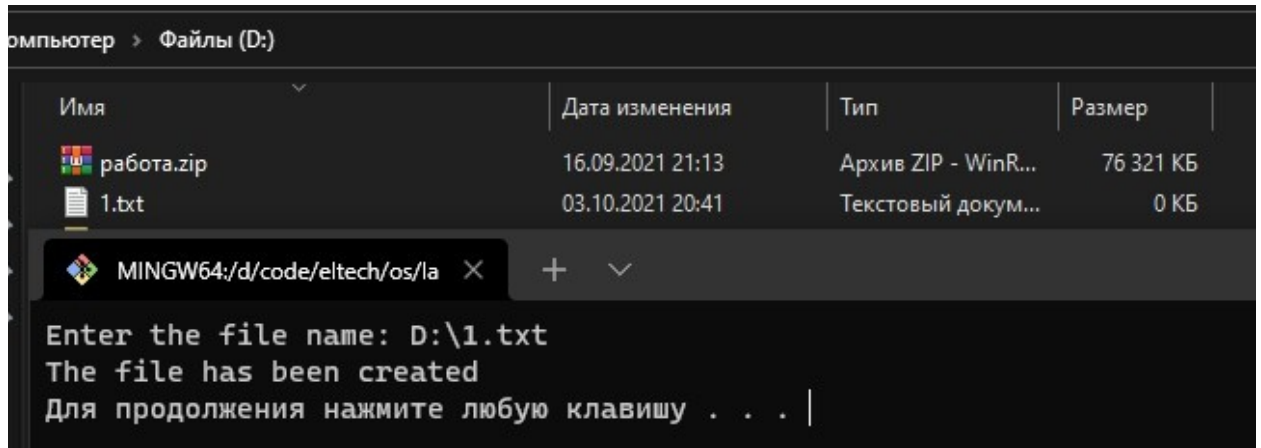 омпьютер > Файлы (D:)
Имя Дата изменения Тип Размер
работа.zip 16.09.2021 21:13 Архив ZIP - WinR... 76 321 КБ
1.txt 03.10.2021 20:41 Текстовый докум... 0 КБ
MINGW64:/d/code/eltech/os/la
Enter the file name: D:\1.txt
The file has been created
Для продолжения нажмите любую клавишу . . .